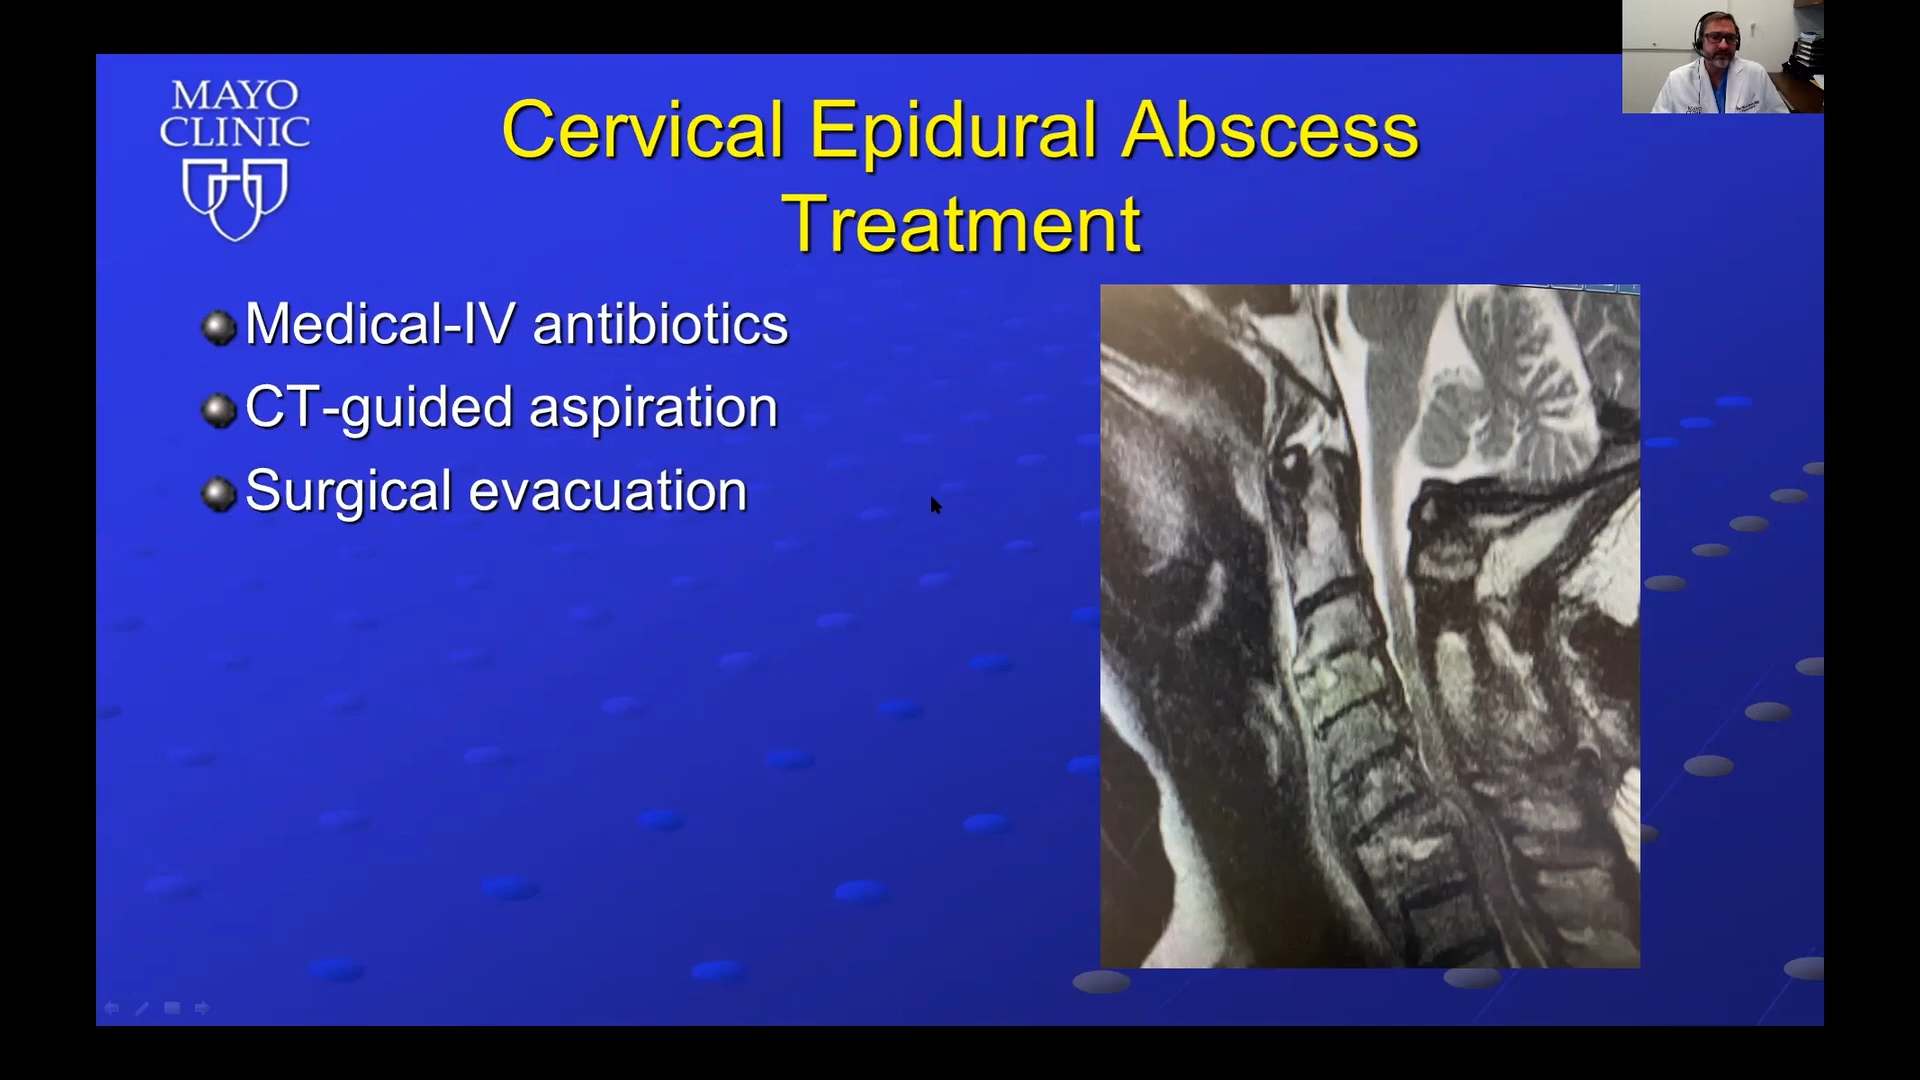 MAYO
CLINIC
Cervical Epidural Abscess
Treatment
Medical-IV antibiotics
CT-guided aspiration
Surgical evacuation